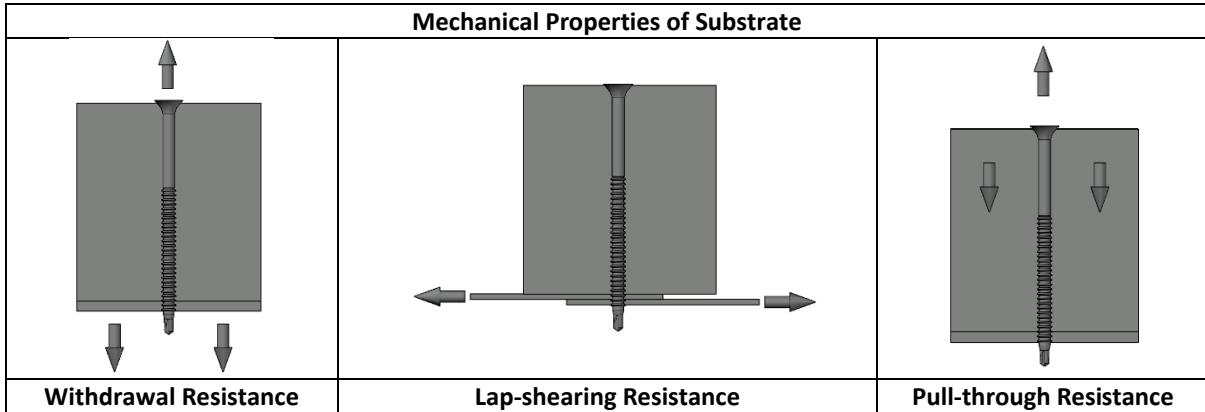 Mechanical Properties of Substrate
Withdrawal Resistance
Lap-shearing Resistance
Pull-through Resistance